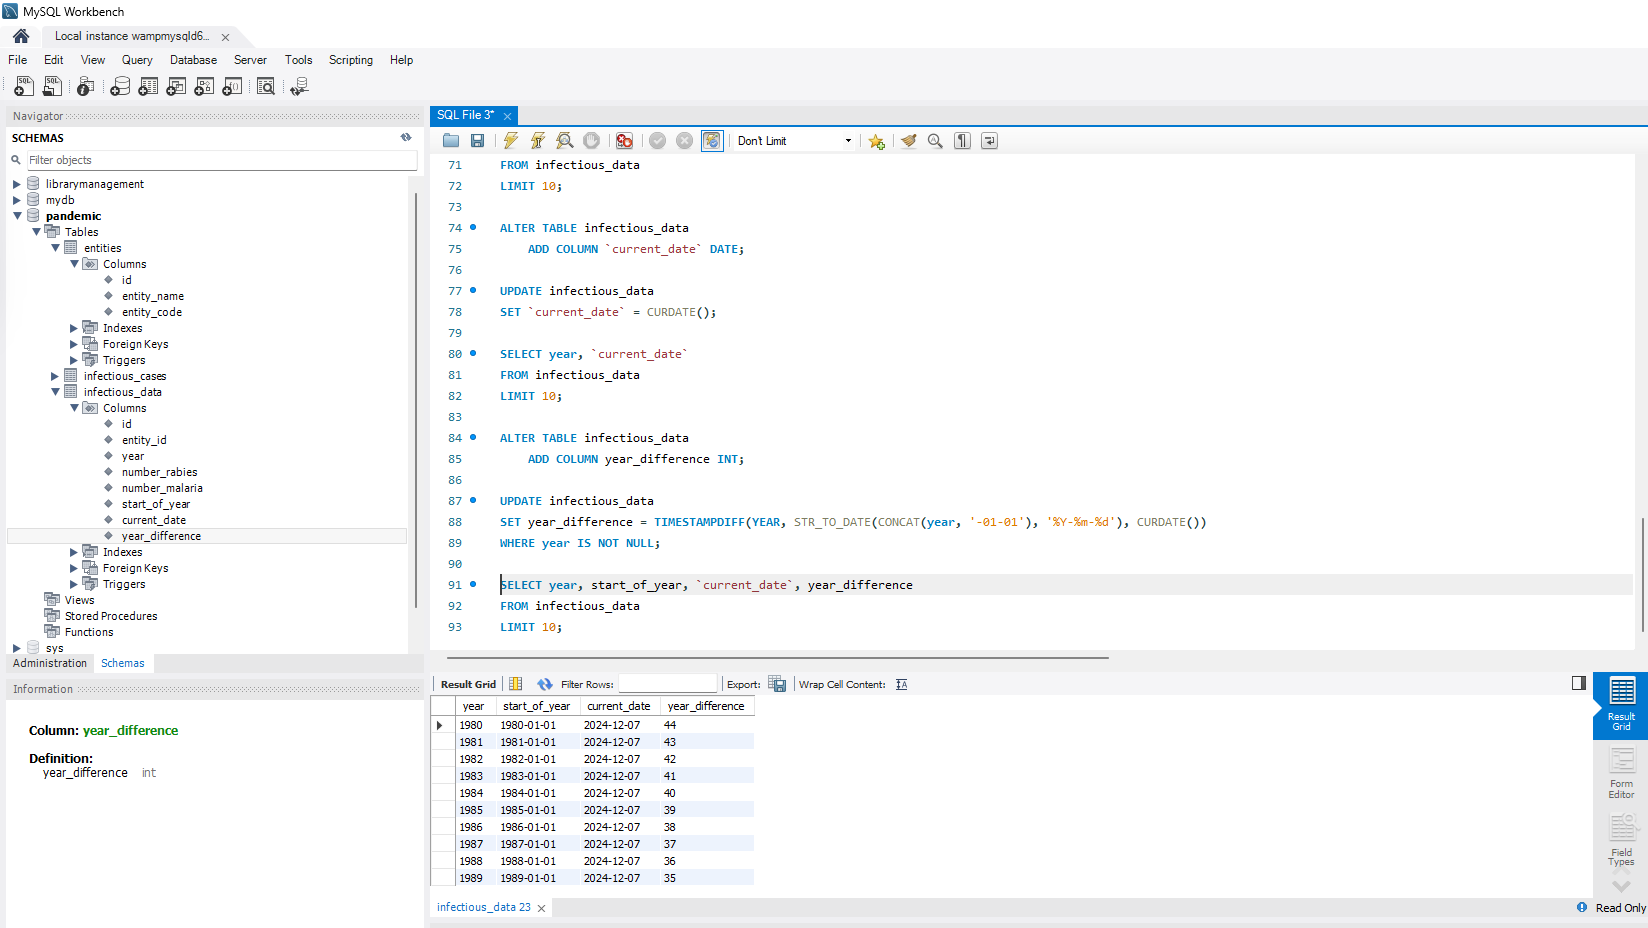 MySQL Workbench
Local instance wampmysqld6... ×
File Edit View Query Database Server Tools Scripting Help
Navigator
SCHEMAS
Filter objects
librarymanagement
mydb
pandemic
Tables
entities
Columns
id
entity_name
entity_code
Indexes
Foreign Keys
Triggers
infectious_cases
infectious_data
Columns
id
entity_id
year
number_rabies
number_malaria
start_of_year
current_date
year_difference
Indexes
Foreign Keys
Triggers
Views
Stored Procedures
Functions
sys
Administration Schemas
Information
Column: year_difference
Definition:
year_difference int
SQL File 3* ×
Don't Limit
71 FROM infectious_data
72 LIMIT 10;
73
74 ALTER TABLE infectious_data
75 ADD COLUMN `current_date` DATE;
76
77 UPDATE infectious_data
78 SET `current_date` = CURDATE();
79
80 SELECT year, `current_date`
81 FROM infectious_data
82 LIMIT 10;
83
84 ALTER TABLE infectious_data
85 ADD COLUMN year_difference INT;
86
87 UPDATE infectious_data
88 SET year_difference = TIMESTAMPDIFF(YEAR, STR_TO_DATE(CONCAT(year, '-01-01'), '%Y-%m-%d'), CURDATE())
89 WHERE year IS NOT NULL;
90
91 SELECT year, start_of_year, `current_date`, year_difference
92 FROM infectious_data
93 LIMIT 10;
Result Grid Filter Rows: Export: Wrap Cell Content:
year start_of_year current_date year_difference
1980 1980-01-01 2024-12-07 44
1981 1981-01-01 2024-12-07 43
1982 1982-01-01 2024-12-07 42
1983 1983-01-01 2024-12-07 41
1984 1984-01-01 2024-12-07 40
1985 1985-01-01 2024-12-07 39
1986 1986-01-01 2024-12-07 38
1987 1987-01-01 2024-12-07 37
1988 1988-01-01 2024-12-07 36
1989 1989-01-01 2024-12-07 35
Result
Grid
Form
Editor
Field
Types
infectious_data 23 ×
Read Only